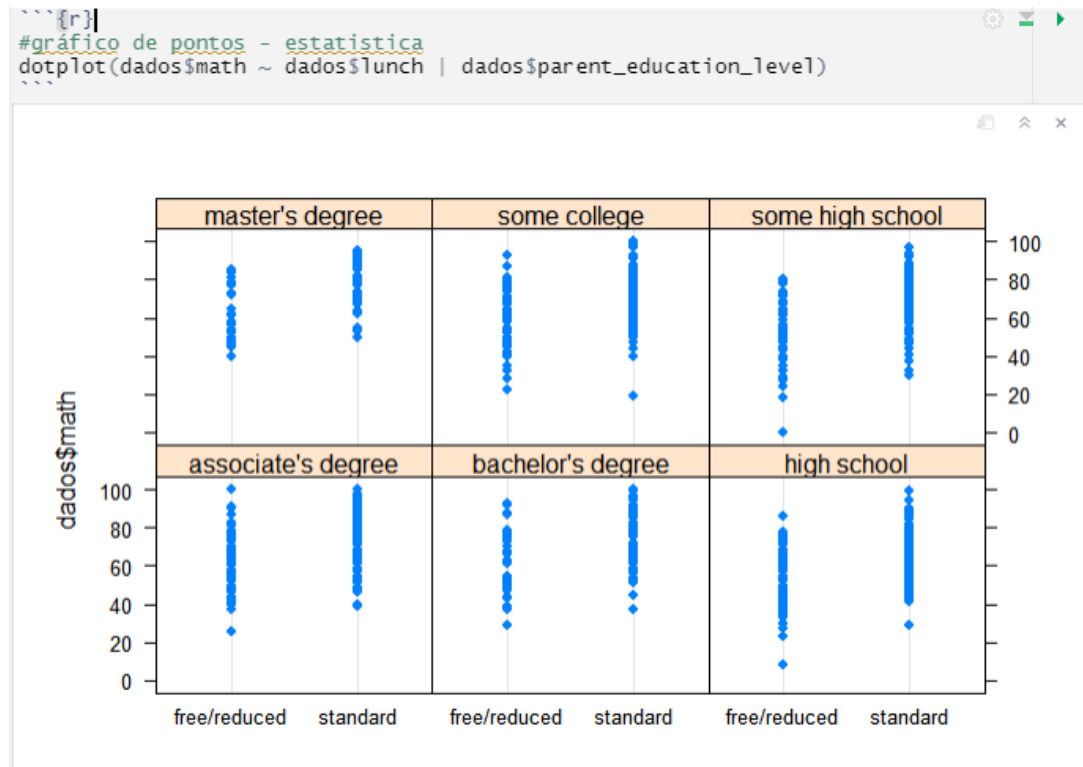 ```{r}
#gráfico de pontos - estatistica
dotplot(dados$math ~ dados$lunch | dados$parent_education_level)
```
master's degree some college some high school
100
80
60
40
20
0
dados$math
associate's degree bachelor's degree high school
100
80
60
40
20
0
free/reduced standard free/reduced standard free/reduced standard